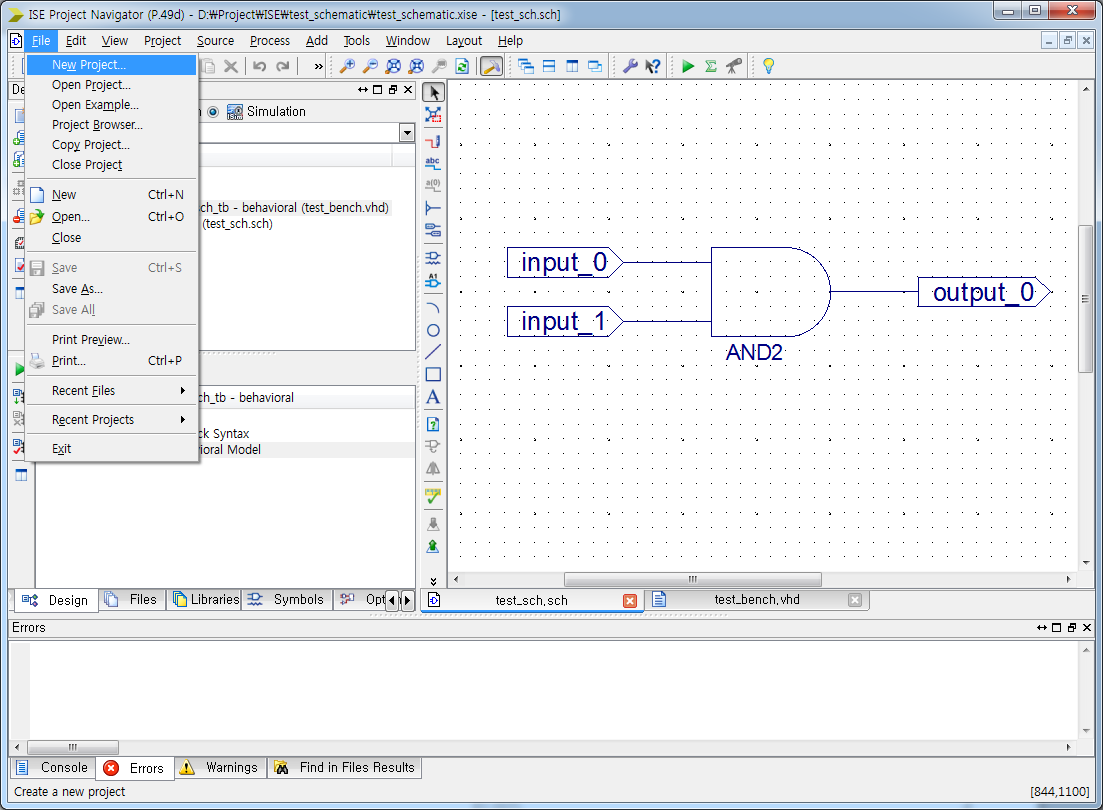 ISE Project Navigator (P.49d) - D:₩Project₩ISE₩test_schematic₩test_schematic.xise - [test_sch.sch]
File Edit View Project Source Process Add Tools Window Layout Help
New Project...
Open Project...
Open Example...
Project Browser...
Copy Project...
Close Project
New Ctrl+N
Open... Ctrl+O
Close
Save Ctrl+S
Save As...
Save All
Print Preview...
Print... Ctrl+P
Recent Files
Recent Projects
Exit
De
Simulation
ch_tb - behavioral (test_bench.vhd)
(test_sch.sch)
ch_tb - behavioral
ck Syntax
ioral Model
abc
a(0)
A1
A
input_0
input_1
AND2
output_0
Design Files Libraries Symbols Opt
test_sch.sch test_bench.vhd
Errors
Console Errors Warnings Find in Files Results
Create a new project [844,1100]